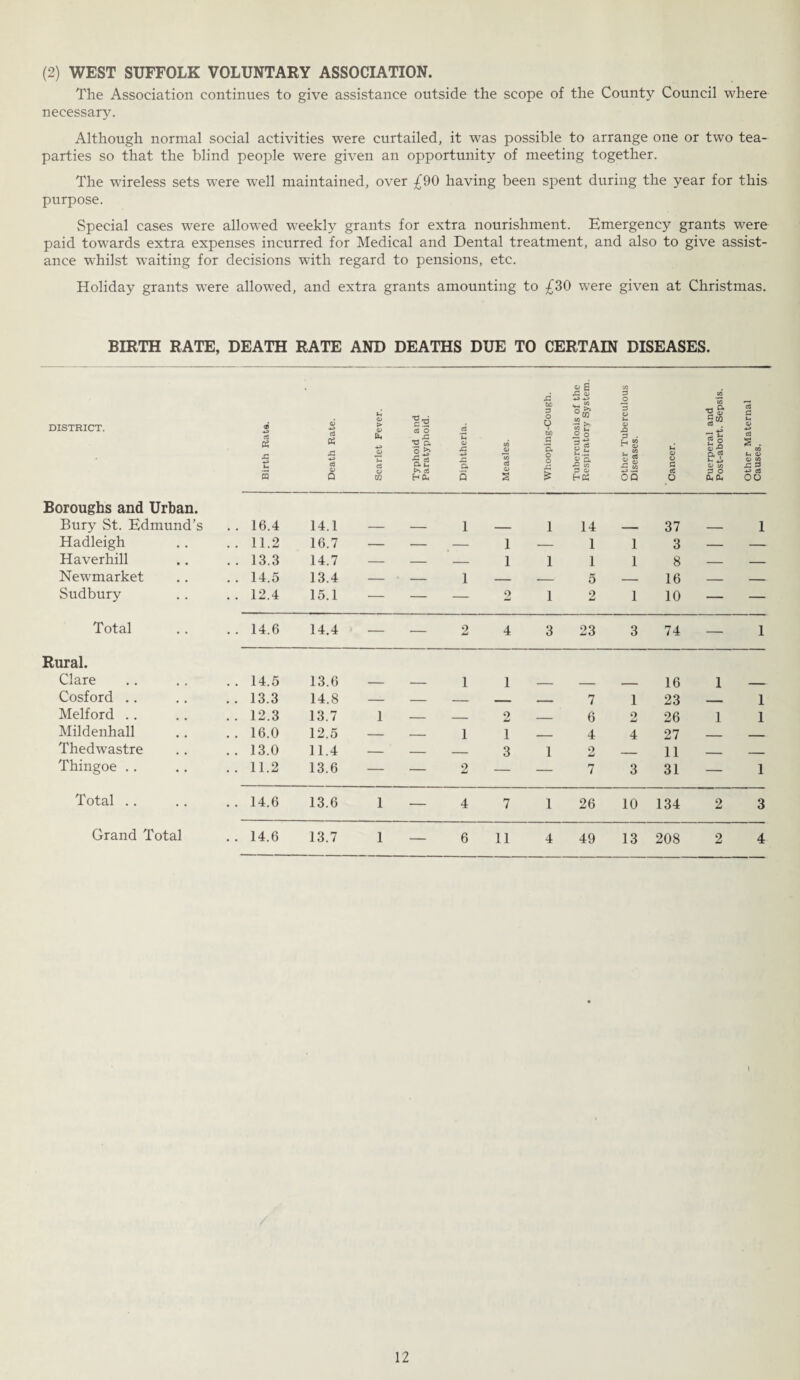 (2) WEST SUFFOLK VOLUNTARY ASSOCIATION.
The Association continues to give assistance outside the scope of the County Council where
necessary.
Although normal social activities were curtailed, it was possible to arrange one or two tea-
parties so that the blind people were given an opportunity of meeting together.
The wireless sets were well maintained, over £90 having been spent during the year for this
purpose.
Special cases were allowed weekly grants for extra nourishment. Emergency grants were
paid towards extra expenses incurred for Medical and Dental treatment, and also to give assist-
ance whilst waiting for decisions with regard to pensions, etc.
Holiday grants were allowed, and extra grants amounting to £30 were given at Christmas.
BIRTH RATE, DEATH RATE AND DEATHS DUE TO CERTAIN DISEASES.
DISTRICT.
Birth Rate.
Death Rate.
Scarlet Fever.
Typhoid and
Paratyphoid.
Diphtheria.
Measles.
Whooping-Cough.
Tuberculosis of the
Respiratory System.
Other Tuberculous
Diseases.
Cancer.
Puerperal and
Post-abort. Sepsis.
Other Maternal
Causes.
Boroughs and Urban.
Bury St. Edmund's .. 16.4 14.1 — — 1 — 1 14 — 37 — 1
Hadleigh .. .. 11.2 16.7 — — — 1 — 1 1 3 — —
Haverhill .. .. 13.3 14.7 — — — 1 1 1 1 8 — —
Newmarket .. .. 14.5 13.4 — — 1 — — 5 — 16 — —
Sudbury .. .. 12.4 15.1 — — — 2 1 2 1 10 — —
Total .. .. 14.6 14.4 — — 2 4 3 23 3 74 — 1
Rural.
Clare .. .. .. 14.5 13.6 — — 1 1 — — — 16 1 —
Cosford .. .. .. 13.3 14.8 — — — — — 7 1 23 — 1
Melford .. .. .. 12.3 13.7 1 — — 2 — 6 2 26 1 1
Mildenhall .. .. 16.0 12.5 — — 1 1 — 4 4 27 — —
Thedwastre .. .. 13.0 11.4 — — — 3 1 2 — 11 — —
Thingoe .. .. .. 11.2 13.6 — — 2 — — 7 3 31 — 1
Total .. .. .. 14.6 13.6 1 — 4 7 1 26 10 134 2 3
Grand Total .. 14.6 13.7 1 — 6 11 4 49 13 208 2 4
12